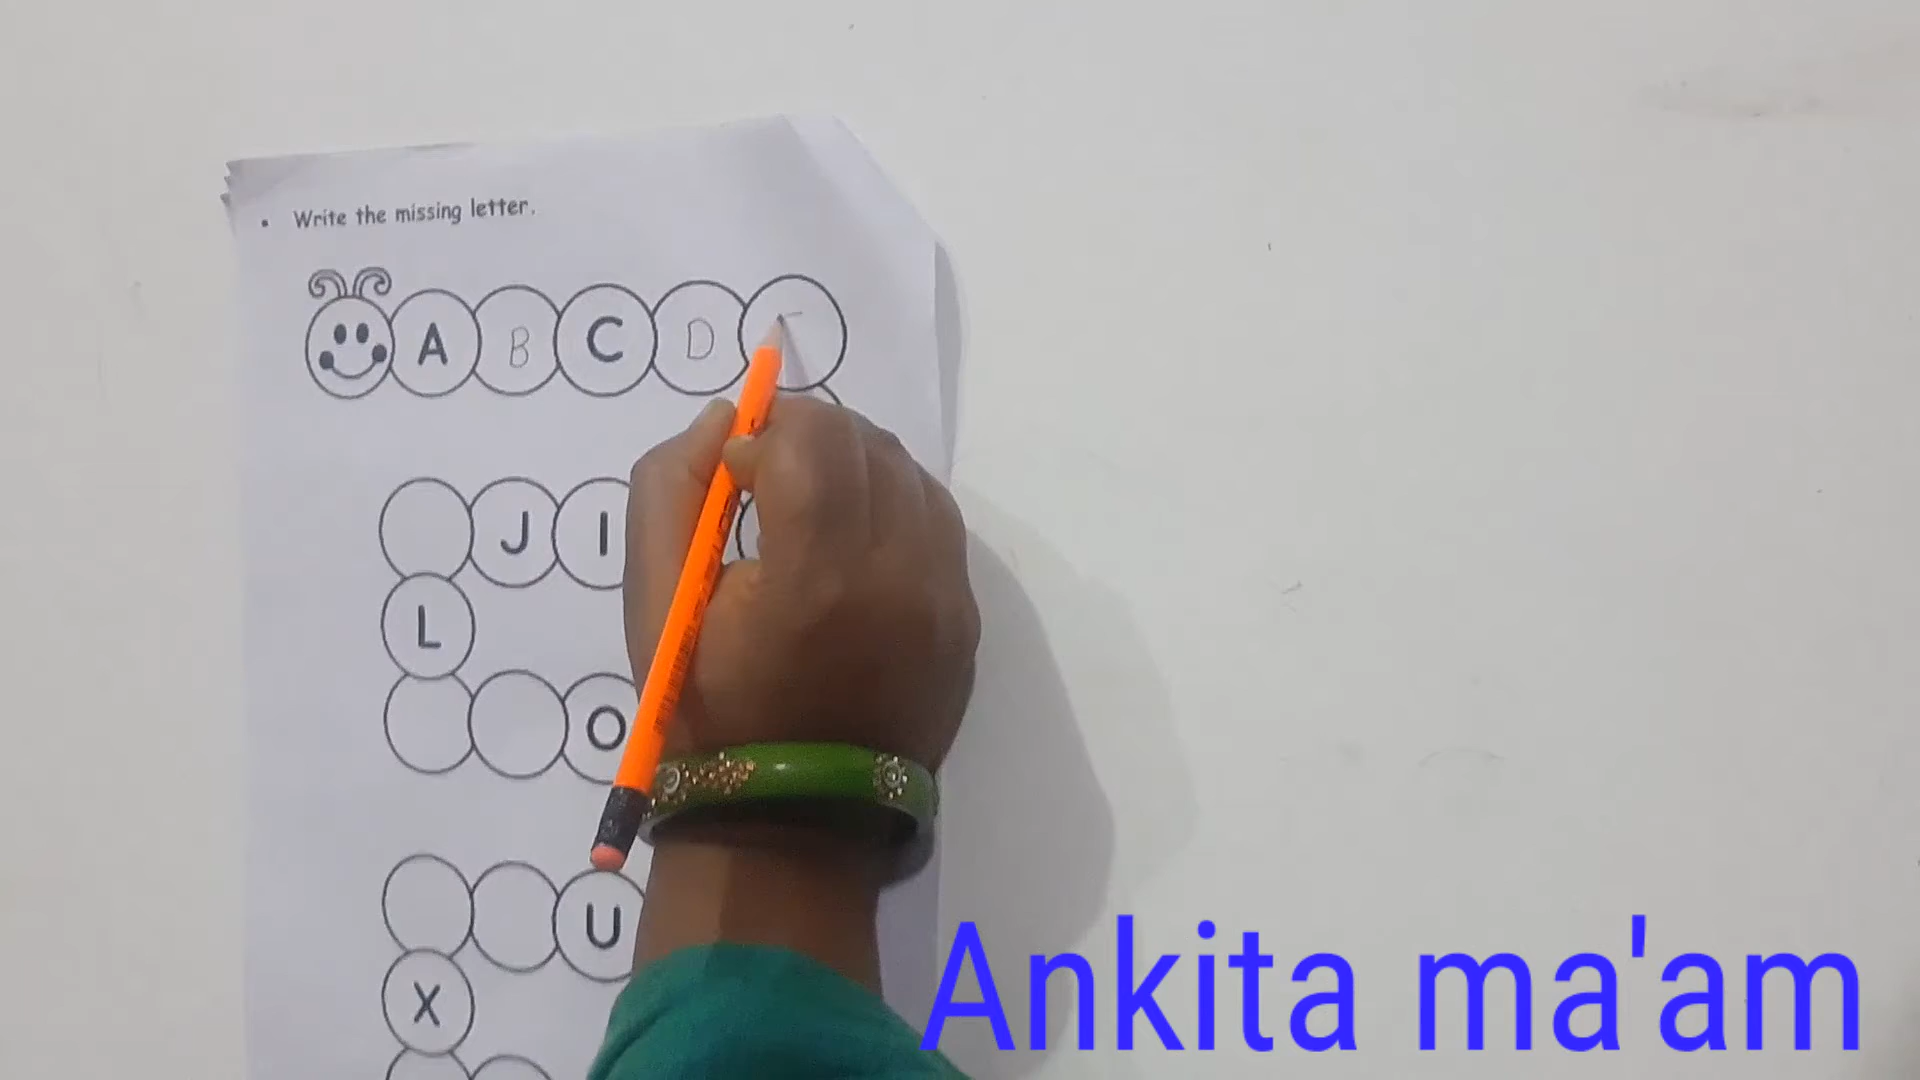 Write the missing letter.
A B C D
J I
L
O
U
X
Ankita ma'am